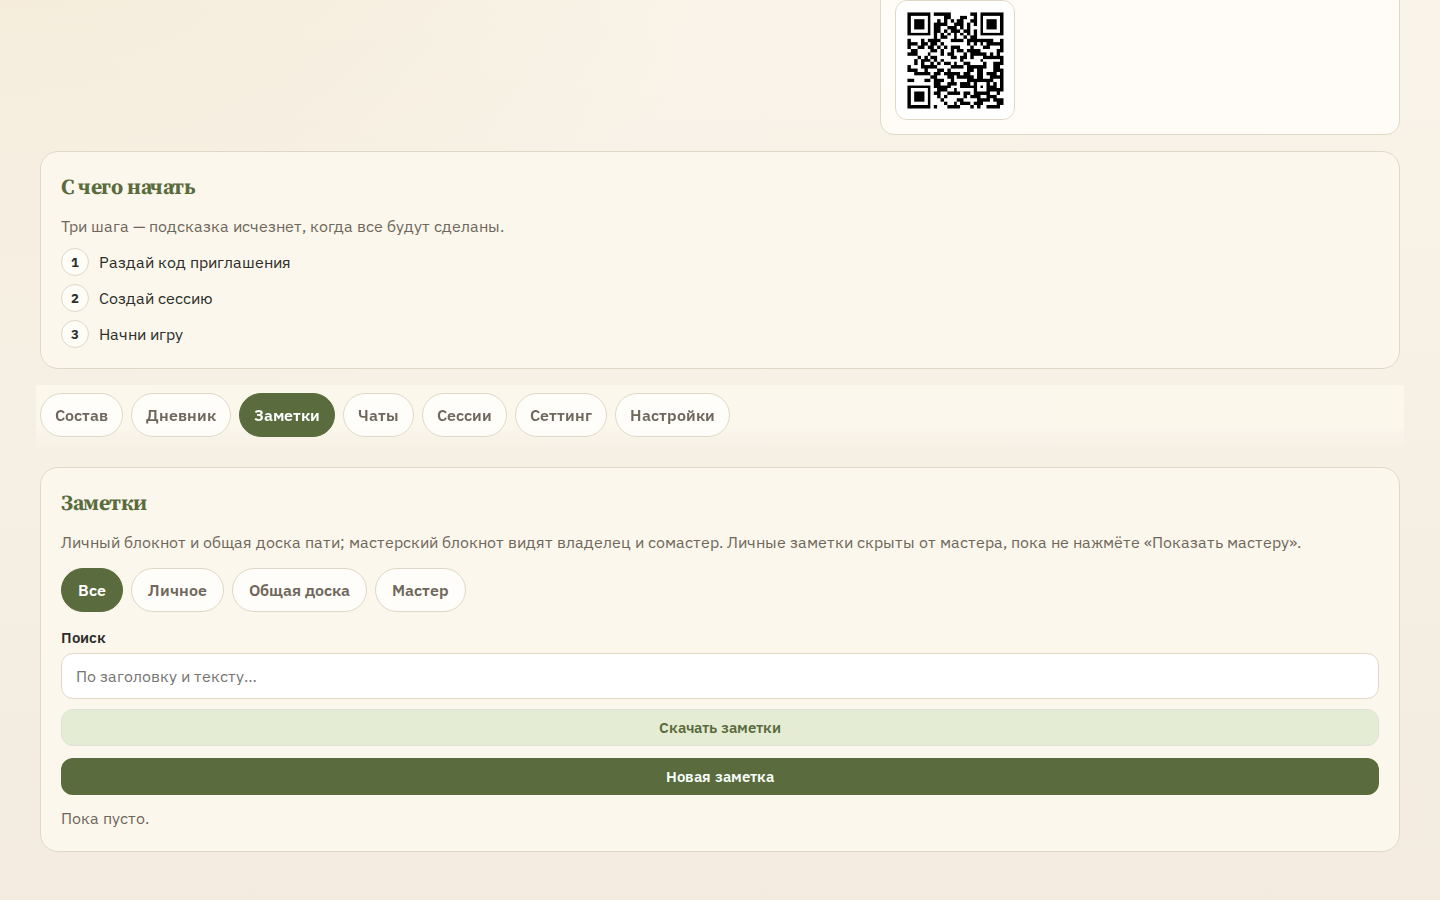 С чего начать
Три шага — подсказка исчезнет, когда все будут сделаны.
1 Раздай код приглашения
2 Создай сессию
3 Начни игру
Состав Дневник Заметки Чаты Сессии Сеттинг Настройки
Заметки
Личный блокнот и общая доска пати; мастерский блокнот видят владелец и сомастер. Личные заметки скрыты от мастера, пока не нажмёте «Показать мастеру».
Все Личное Общая доска Мастер
Поиск
По заголовку и тексту...
Скачать заметки
Новая заметка
Пока пусто.